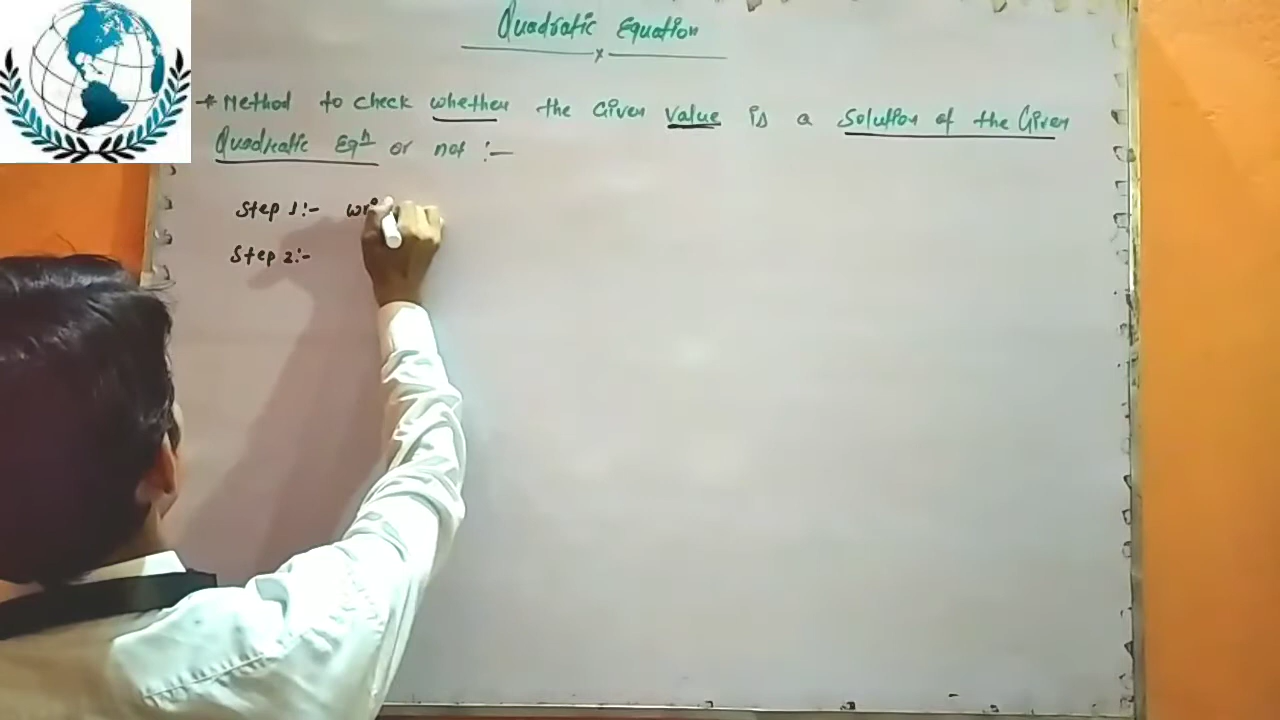 Quadratic Equation
* Method to check whether the Given value is a solution of the Given
Quadratic Eqn or not :-
Step 1:- wri
Step 2:-